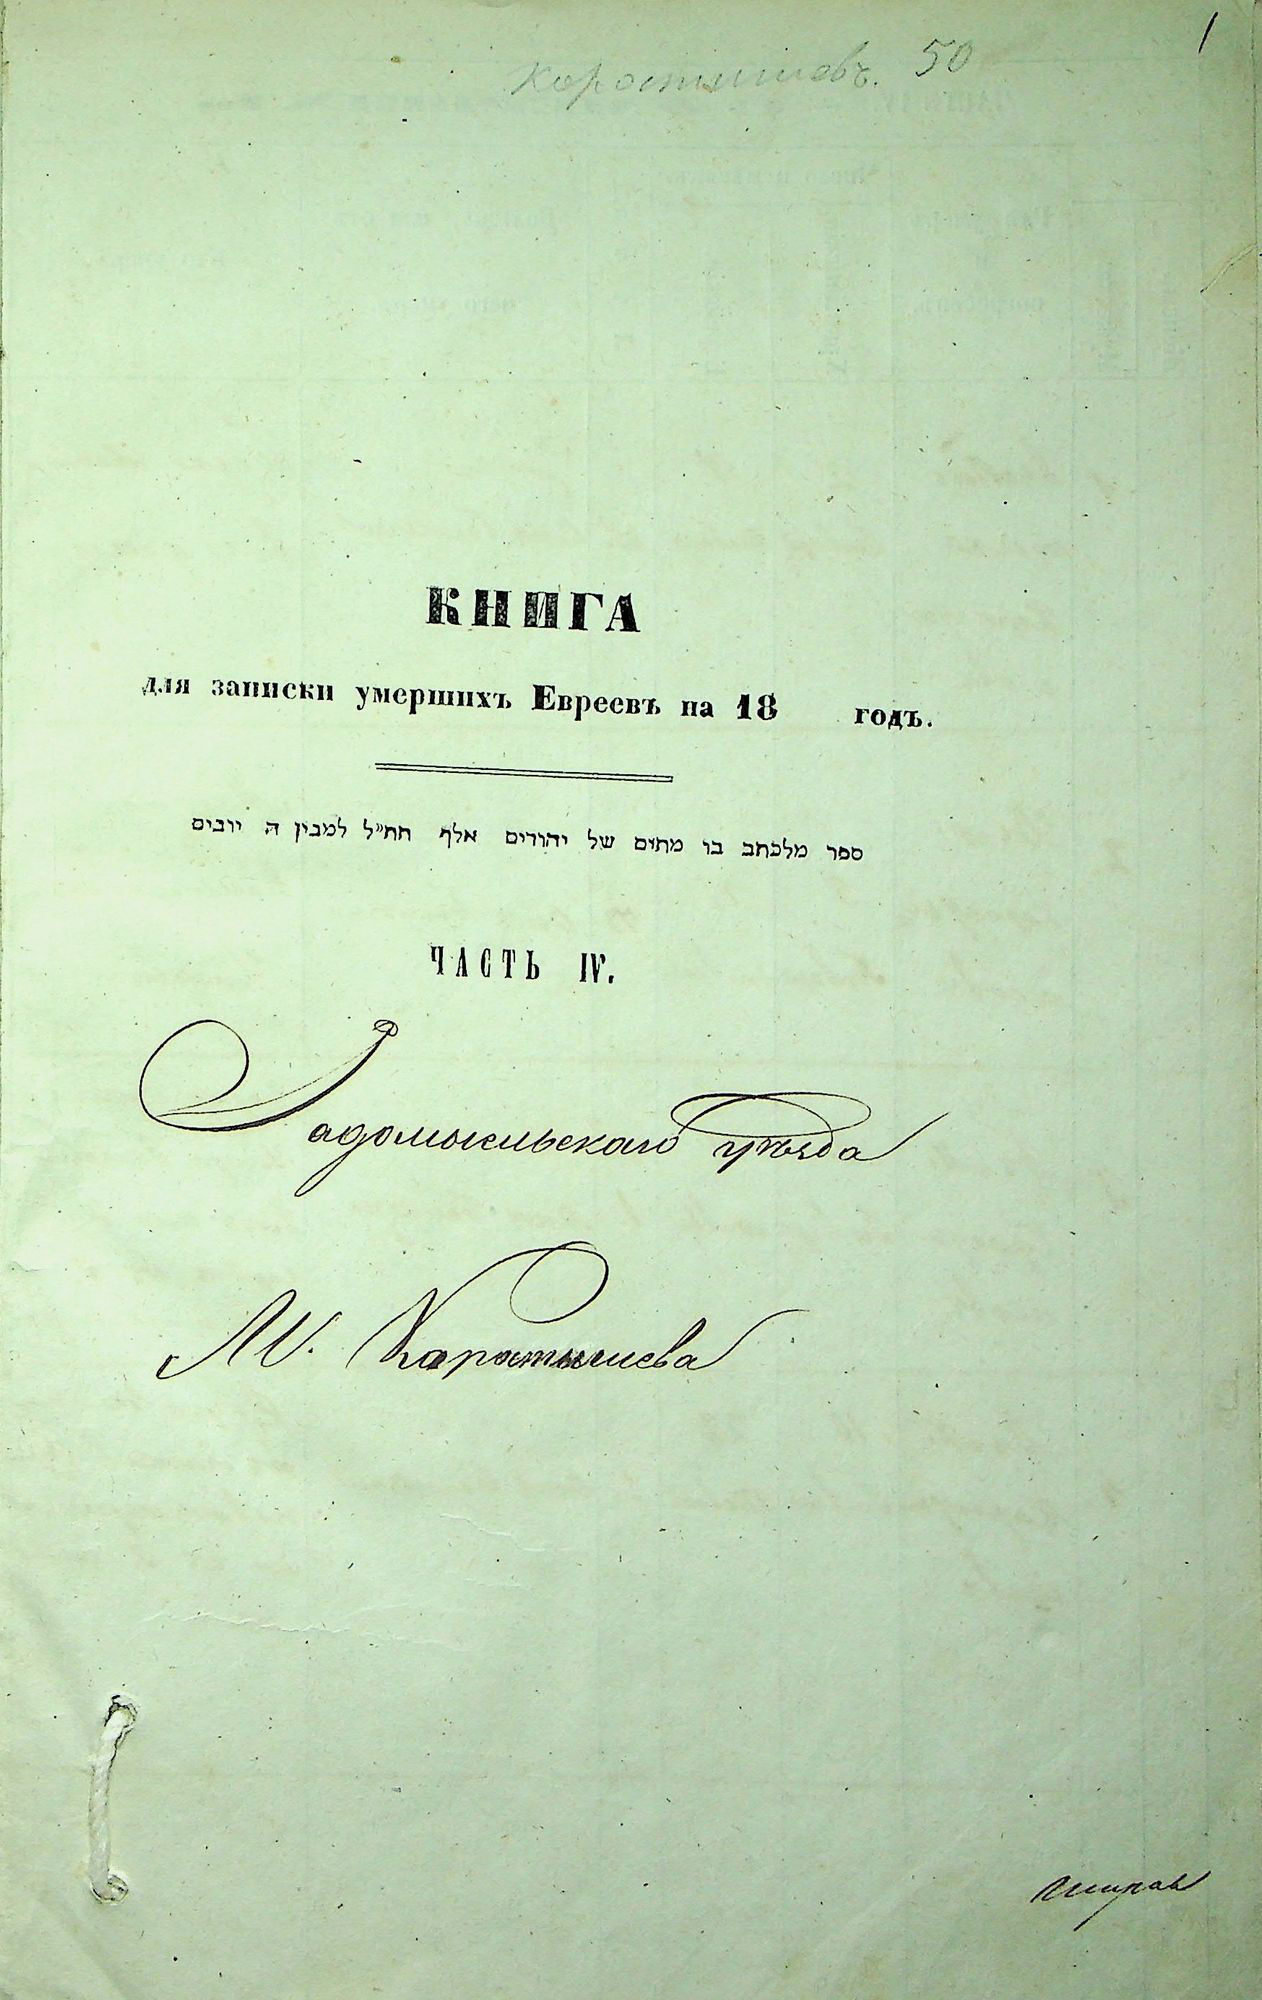 1
Коростышевъ. 50
КНИГА
для записки умершихъ Евреевъ на 18 годъ.
ספר מלכתב בו מתים של יהודים אלף תת״ל למבין ה יובים
ЧАСТЬ IV.
Радомысльскаго уѣзда
М. Коростышева